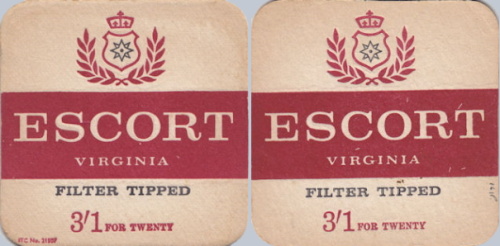 ESCORT
VIRGINIA
FILTER TIPPED
3'1 FOR TWENTY
ESCORT
VIRGINIA
FILTER TIPPED
3'1 FOR TWENTY